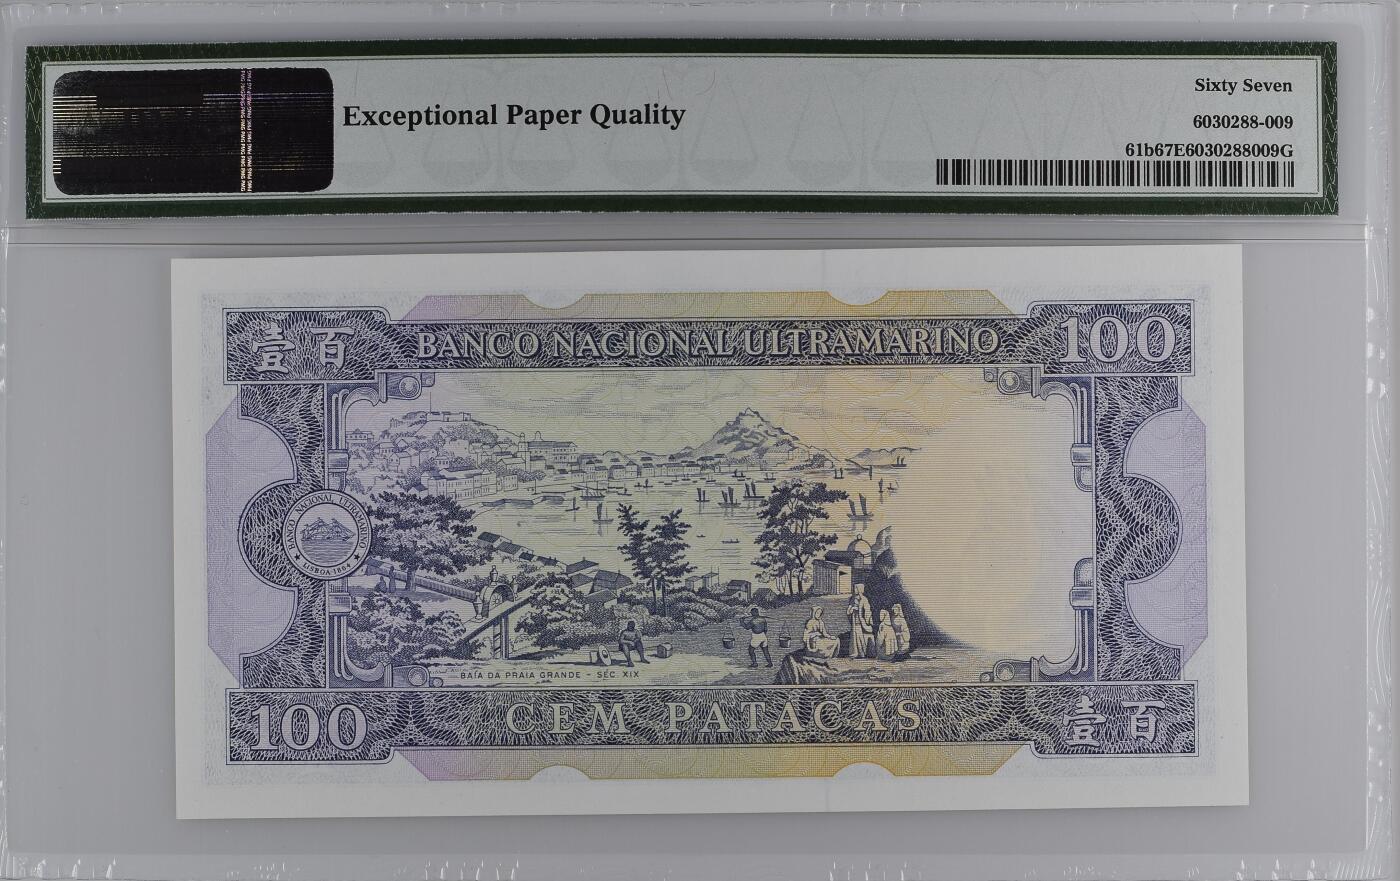 Exceptional Paper Quality
Sixty Seven
6030288-009
61b67E6030288009G
壹百
BANCO NACIONAL ULTRAMARINO
100
BANCO NACIONAL ULTRAMARINO
LISBOA·1864
BAÍA DA PRAIA GRANDE - SÉC XIX
100
CEM PATACAS
壹百